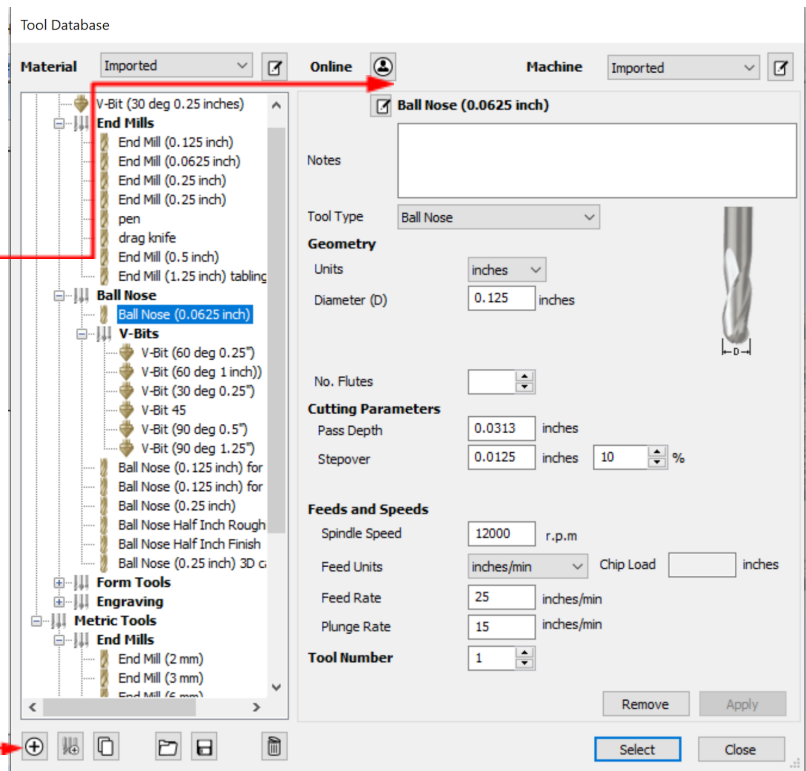 Tool Database
Material Imported Online Machine Imported
V-Bit (30 deg 0.25 inches)
End Mills
End Mill (0.125 inch)
End Mill (0.0625 inch)
End Mill (0.25 inch)
End Mill (0.25 inch)
pen
drag knife
End Mill (0.5 inch)
End Mill (1.25 inch) tabling
Ball Nose
Ball Nose (0.0625 inch)
V-Bits
V-Bit (60 deg 0.25")
V-Bit (60 deg 1 inch))
V-Bit (30 deg 0.25")
V-Bit 45
V-Bit (90 deg 0.5")
V-Bit (90 deg 1.25")
Ball Nose (0.125 inch) for
Ball Nose (0.125 inch) for
Ball Nose (0.25 inch)
Ball Nose Half Inch Rough
Ball Nose Half Inch Finish
Ball Nose (0.25 inch) 3D ca
Form Tools
Engraving
Metric Tools
End Mills
End Mill (2 mm)
End Mill (3 mm)
End Mill (6 mm)
Ball Nose (0.0625 inch)
Notes
Tool Type Ball Nose
Geometry
Units inches
Diameter (D) 0.125 inches
D
No. Flutes
Cutting Parameters
Pass Depth 0.0313 inches
Stepover 0.0125 inches 10 %
Feeds and Speeds
Spindle Speed 12000 r.p.m
Feed Units inches/min Chip Load inches
Feed Rate 25 inches/min
Plunge Rate 15 inches/min
Tool Number 1
Remove Apply
Select Close